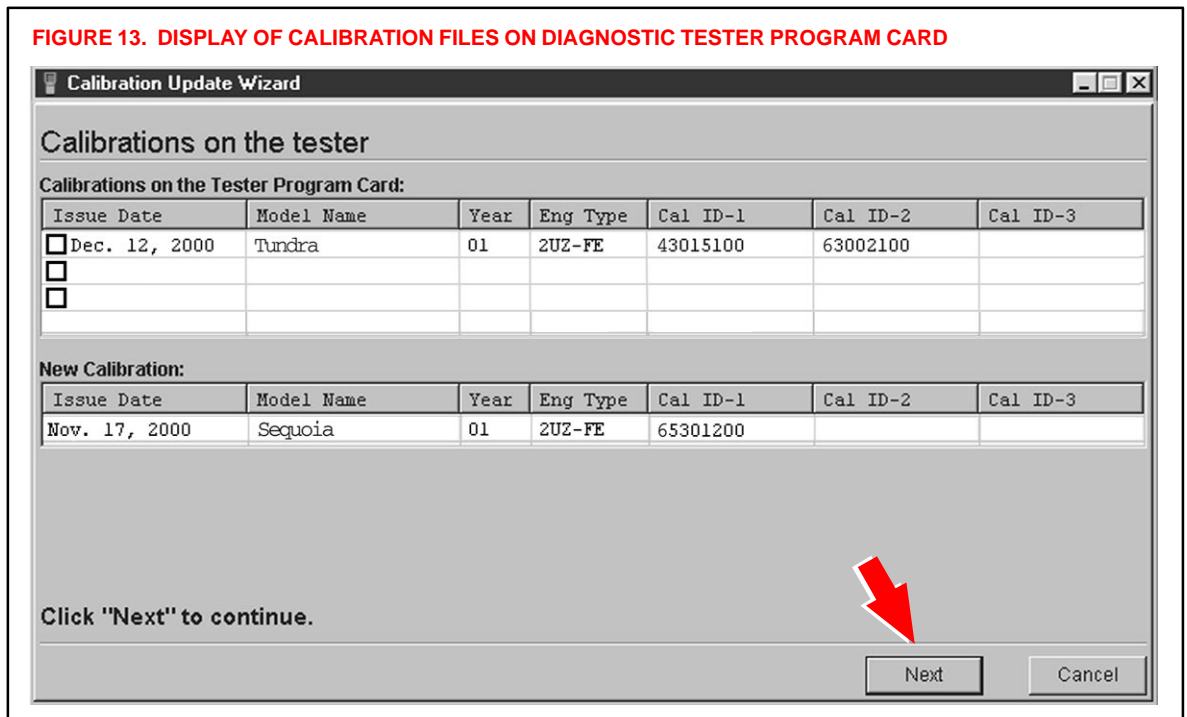 FIGURE 13. DISPLAY OF CALIBRATION FILES ON DIAGNOSTIC TESTER PROGRAM CARD
Calibration Update Wizard
Calibrations on the tester
Calibrations on the Tester Program Card:
Issue Date Model Name Year Eng Type Cal ID-1 Cal ID-2 Cal ID-3
Dec. 12, 2000 Tundra 01 2UZ-FE 43015100 63002100
New Calibration:
Issue Date Model Name Year Eng Type Cal ID-1 Cal ID-2 Cal ID-3
Nov. 17, 2000 Sequoia 01 2UZ-FE 65301200
Click "Next" to continue.
Next Cancel